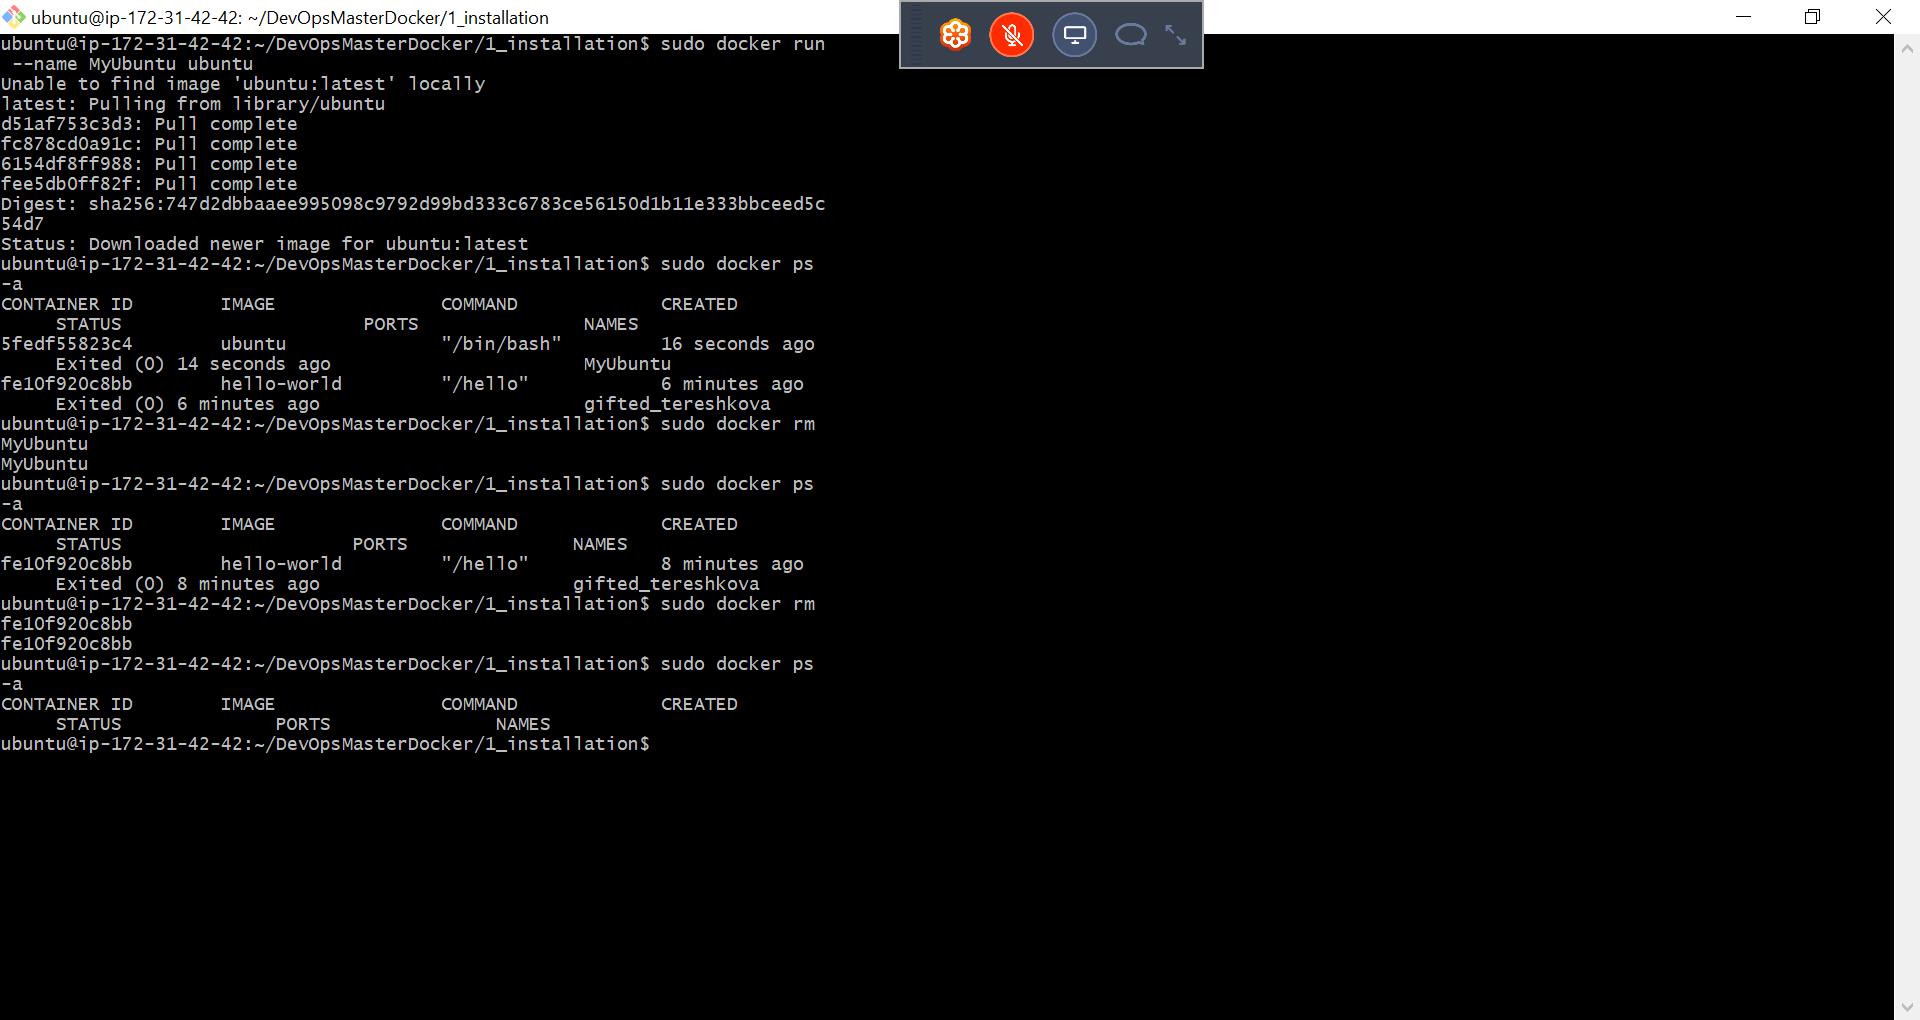 ubuntu@ip-172-31-42-42: ~/DevOpsMasterDocker/1_installation
ubuntu@ip-172-31-42-42:~/DevOpsMasterDocker/1_installation$ sudo docker run
 --name MyUbuntu ubuntu
Unable to find image 'ubuntu:latest' locally
latest: Pulling from library/ubuntu
d51af753c3d3: Pull complete
fc878cd0a91c: Pull complete
6154df8ff988: Pull complete
fee5db0ff82f: Pull complete
Digest: sha256:747d2dbbaaee995098c9792d99bd333c6783ce56150d1b11e333bbceed5c
54d7
Status: Downloaded newer image for ubuntu:latest
ubuntu@ip-172-31-42-42:~/DevOpsMasterDocker/1_installation$ sudo docker ps
-a
CONTAINER ID        IMAGE               COMMAND             CREATED
     STATUS                      PORTS               NAMES
5fedf55823c4        ubuntu              "/bin/bash"         16 seconds ago
     Exited (0) 14 seconds ago                       MyUbuntu
fe10f920c8bb        hello-world         "/hello"            6 minutes ago
     Exited (0) 6 minutes ago                        gifted_tereshkova
ubuntu@ip-172-31-42-42:~/DevOpsMasterDocker/1_installation$ sudo docker rm
MyUbuntu
MyUbuntu
ubuntu@ip-172-31-42-42:~/DevOpsMasterDocker/1_installation$ sudo docker ps
-a
CONTAINER ID        IMAGE               COMMAND             CREATED
     STATUS                     PORTS               NAMES
fe10f920c8bb        hello-world         "/hello"            8 minutes ago
     Exited (0) 8 minutes ago                       gifted_tereshkova
ubuntu@ip-172-31-42-42:~/DevOpsMasterDocker/1_installation$ sudo docker rm
fe10f920c8bb
fe10f920c8bb
ubuntu@ip-172-31-42-42:~/DevOpsMasterDocker/1_installation$ sudo docker ps
-a
CONTAINER ID        IMAGE               COMMAND             CREATED
     STATUS              PORTS               NAMES
ubuntu@ip-172-31-42-42:~/DevOpsMasterDocker/1_installation$